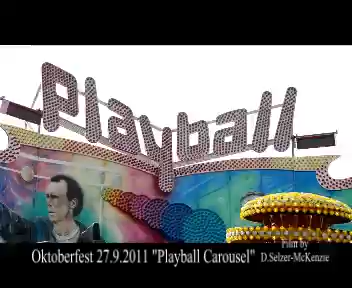 Playball
Oktoberfest 27.9.2011 "Playball Carousel"
Film by
D.Selzer-McKenzie